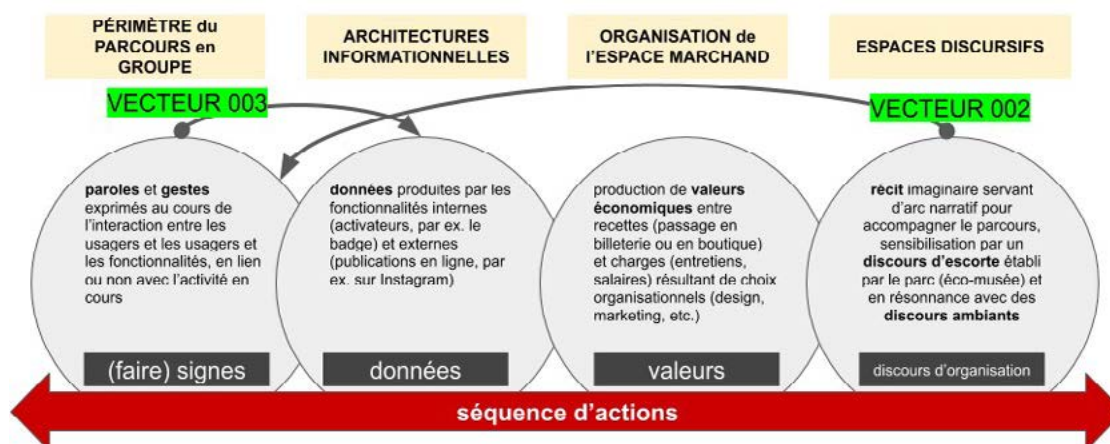 PÉRIMÈTRE du
PARCOURS en
GROUPE
ARCHITECTURES
INFORMATIONNELLES
ORGANISATION de
l'ESPACE MARCHAND
ESPACES DISCURSIFS
VECTEUR 003
VECTEUR 002
paroles et gestes
exprimés au cours de
l'interaction entre les
usagers et les usagers et
les fonctionnalités, en lien
ou non avec l'activité en
cours
données produites par les
fonctionnalités internes
(activateurs, par ex. le
badge) et externes
(publications en ligne, par
ex. sur Instagram)
production de valeurs
économiques entre
recettes (passage en
billeterie ou en boutique)
et charges (entretiens,
salaires) résultant de choix
organisationnels (design,
marketing, etc.)
récit imaginaire servant
d'arc narratif pour
accompagner le parcours,
sensibilisation par un
discours d'escorte établi
par le parc (éco-musée) et
en résonnance avec des
discours ambiants
(faire) signes
données
valeurs
discours d'organisation
séquence d'actions